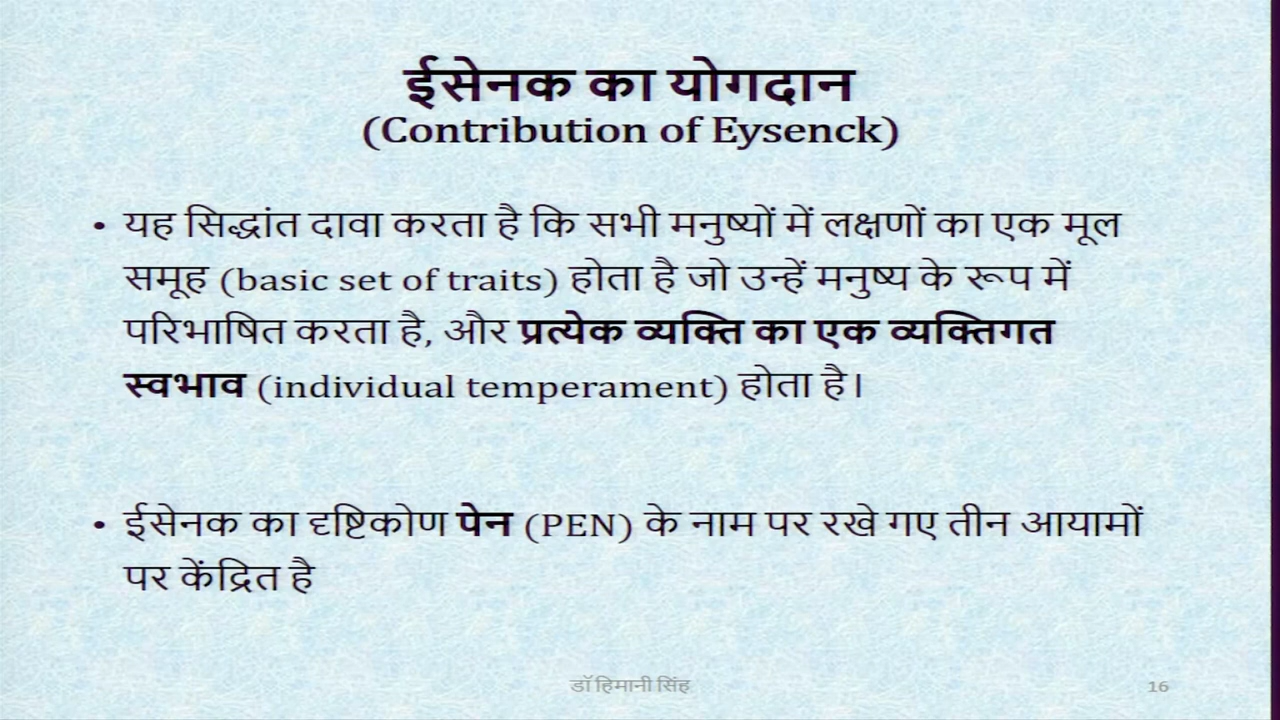 ईसेनक का योगदान
(Contribution of Eysenck)
• यह सिद्धांत दावा करता है कि सभी मनुष्यों में लक्षणों का एक मूल
समूह (basic set of traits) होता है जो उन्हें मनुष्य के रूप में
परिभाषित करता है, और प्रत्येक व्यक्ति का एक व्यक्तिगत
स्वभाव (individual temperament) होता है।
• ईसेनक का दृष्टिकोण पेन (PEN) के नाम पर रखे गए तीन आयामों
पर केंद्रित है
डॉ हिमानी सिंह
16